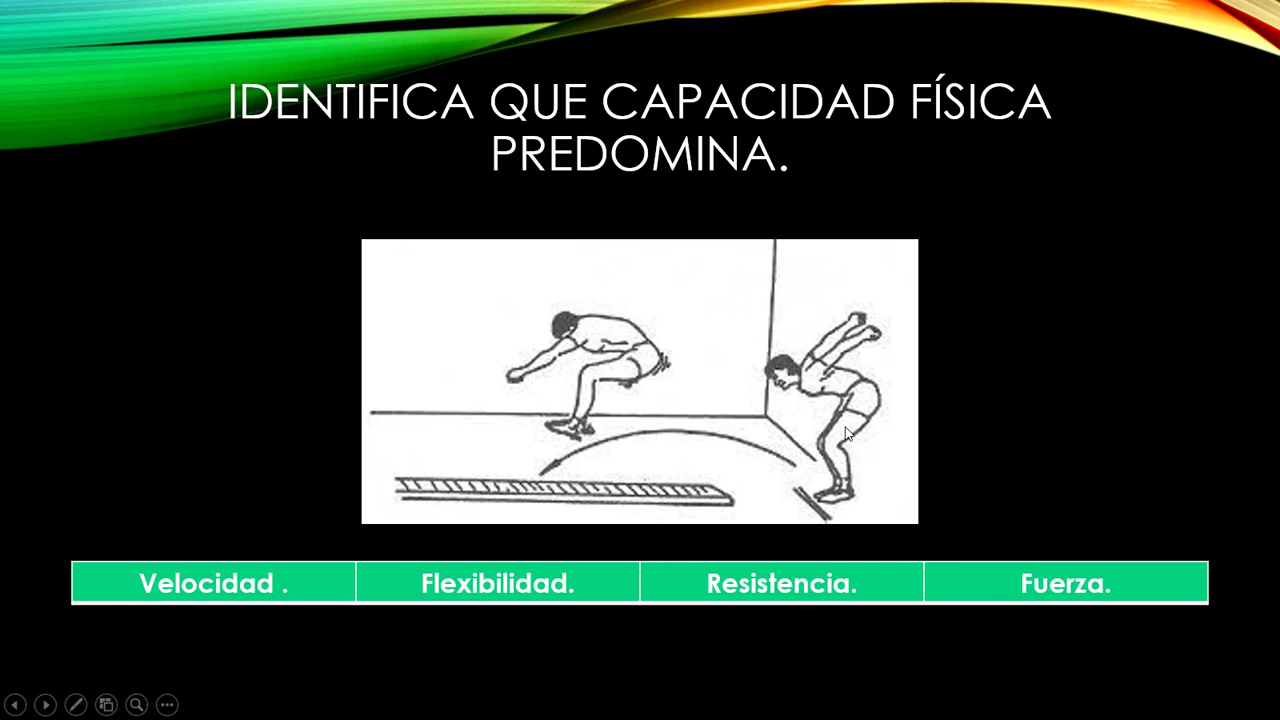 IDENTIFICA QUE CAPACIDAD FÍSICA
PREDOMINA.
Velocidad .
Flexibilidad.
Resistencia.
Fuerza.